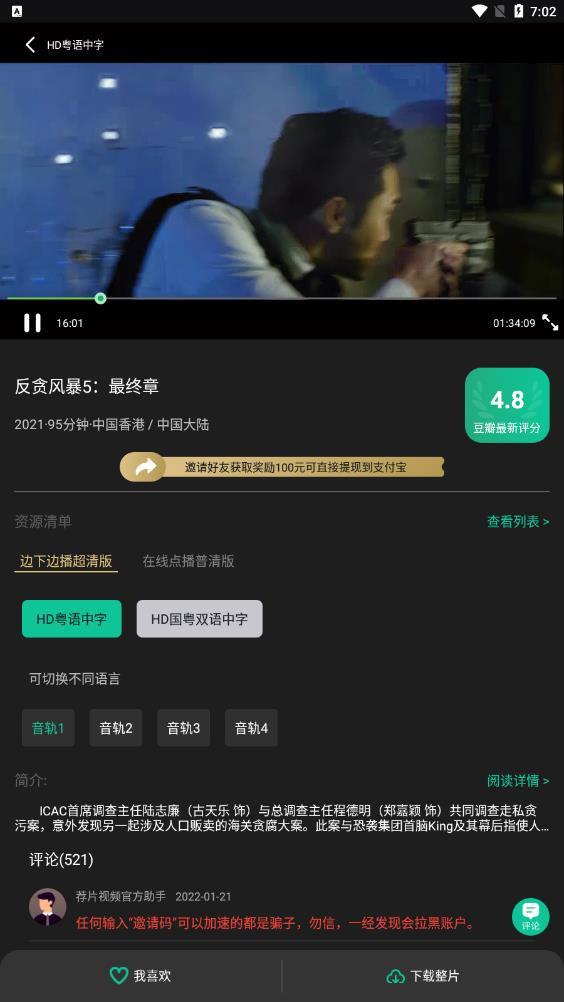 A
7:02
HD粤语中字
16:01
01:34:09
反贪风暴5：最终章
4.8
豆瓣最新评分
2021·95分钟·中国香港 / 中国大陆
邀请好友获取奖励100元可直接提现到支付宝
资源清单
查看列表 >
边下边播超清版
在线点播普清版
HD粤语中字
HD国粤双语中字
可切换不同语言
音轨1
音轨2
音轨3
音轨4
简介:
阅读详情 >
ICAC首席调查主任陆志廉（古天乐 饰）与总调查主任程德明（郑嘉颖 饰）共同调查走私贪
污案，意外发现另一起涉及人口贩卖的海关贪腐大案。此案与恐袭集团首脑King及其幕后指使人...
评论(521)
荐片视频官方助手 2022-01-21
任何输入“邀请码”可以加速的都是骗子，勿信，一经发现会拉黑账户。
评论
我喜欢
下载整片